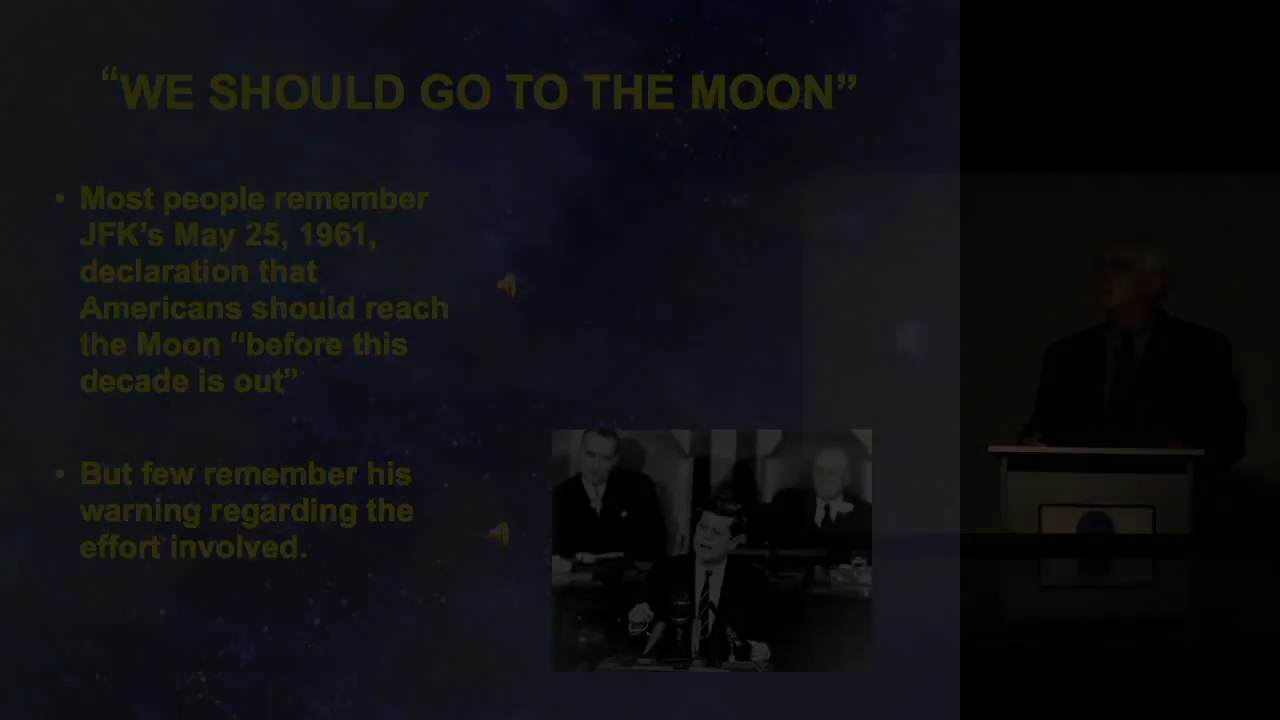 “WE SHOULD GO TO THE MOON”
• Most people remember
JFK’s May 25, 1961,
declaration that
Americans should reach
the Moon “before this
decade is out”
• But few remember his
warning regarding the
effort involved.